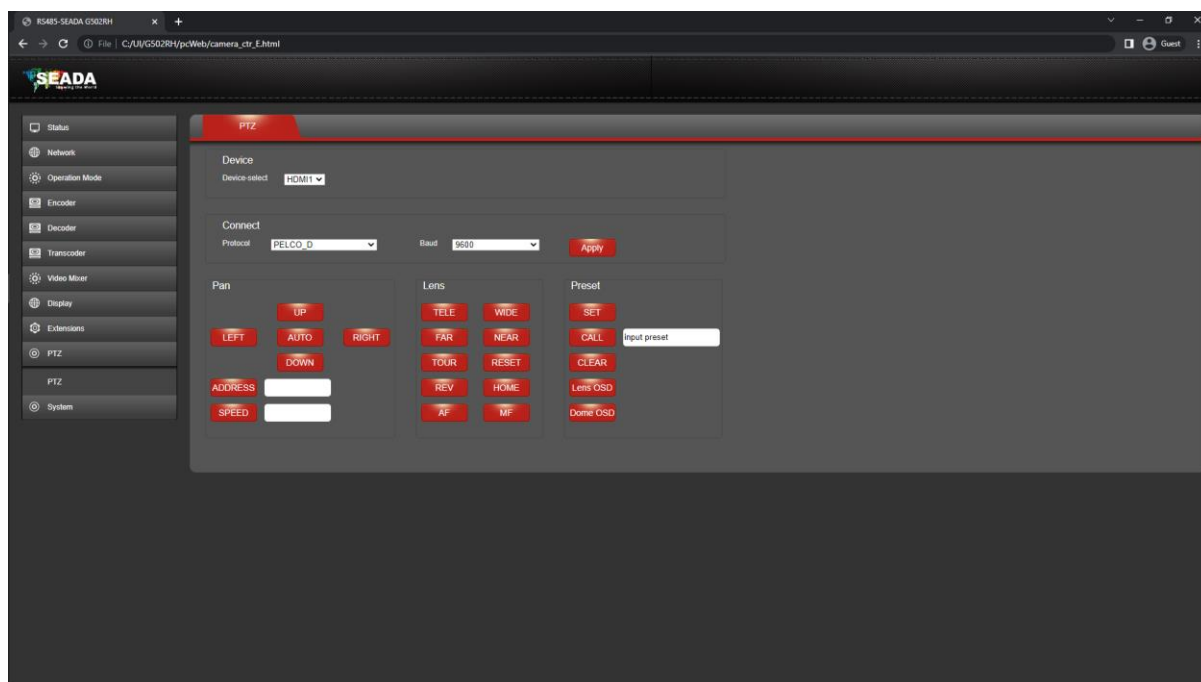 RS485-SEADA G502RH
File | C:/UI/G502RH/pcWeb/camera_ctr_E.html
Guest
SEADA
Status
Network
Operation Mode
Encoder
Decoder
Transcoder
Video Mixer
Display
Extensions
PTZ
PTZ
System
PTZ
Device
Device-select HDMI1
Connect
Protocol PELCO_D Baud 9600 Apply
Pan
UP
LEFT AUTO RIGHT
DOWN
ADDRESS
SPEED
Lens
TELE WIDE
FAR NEAR
TOUR RESET
REV HOME
AF MF
Preset
SET
CALL input preset
CLEAR
Lens OSD
Dome OSD